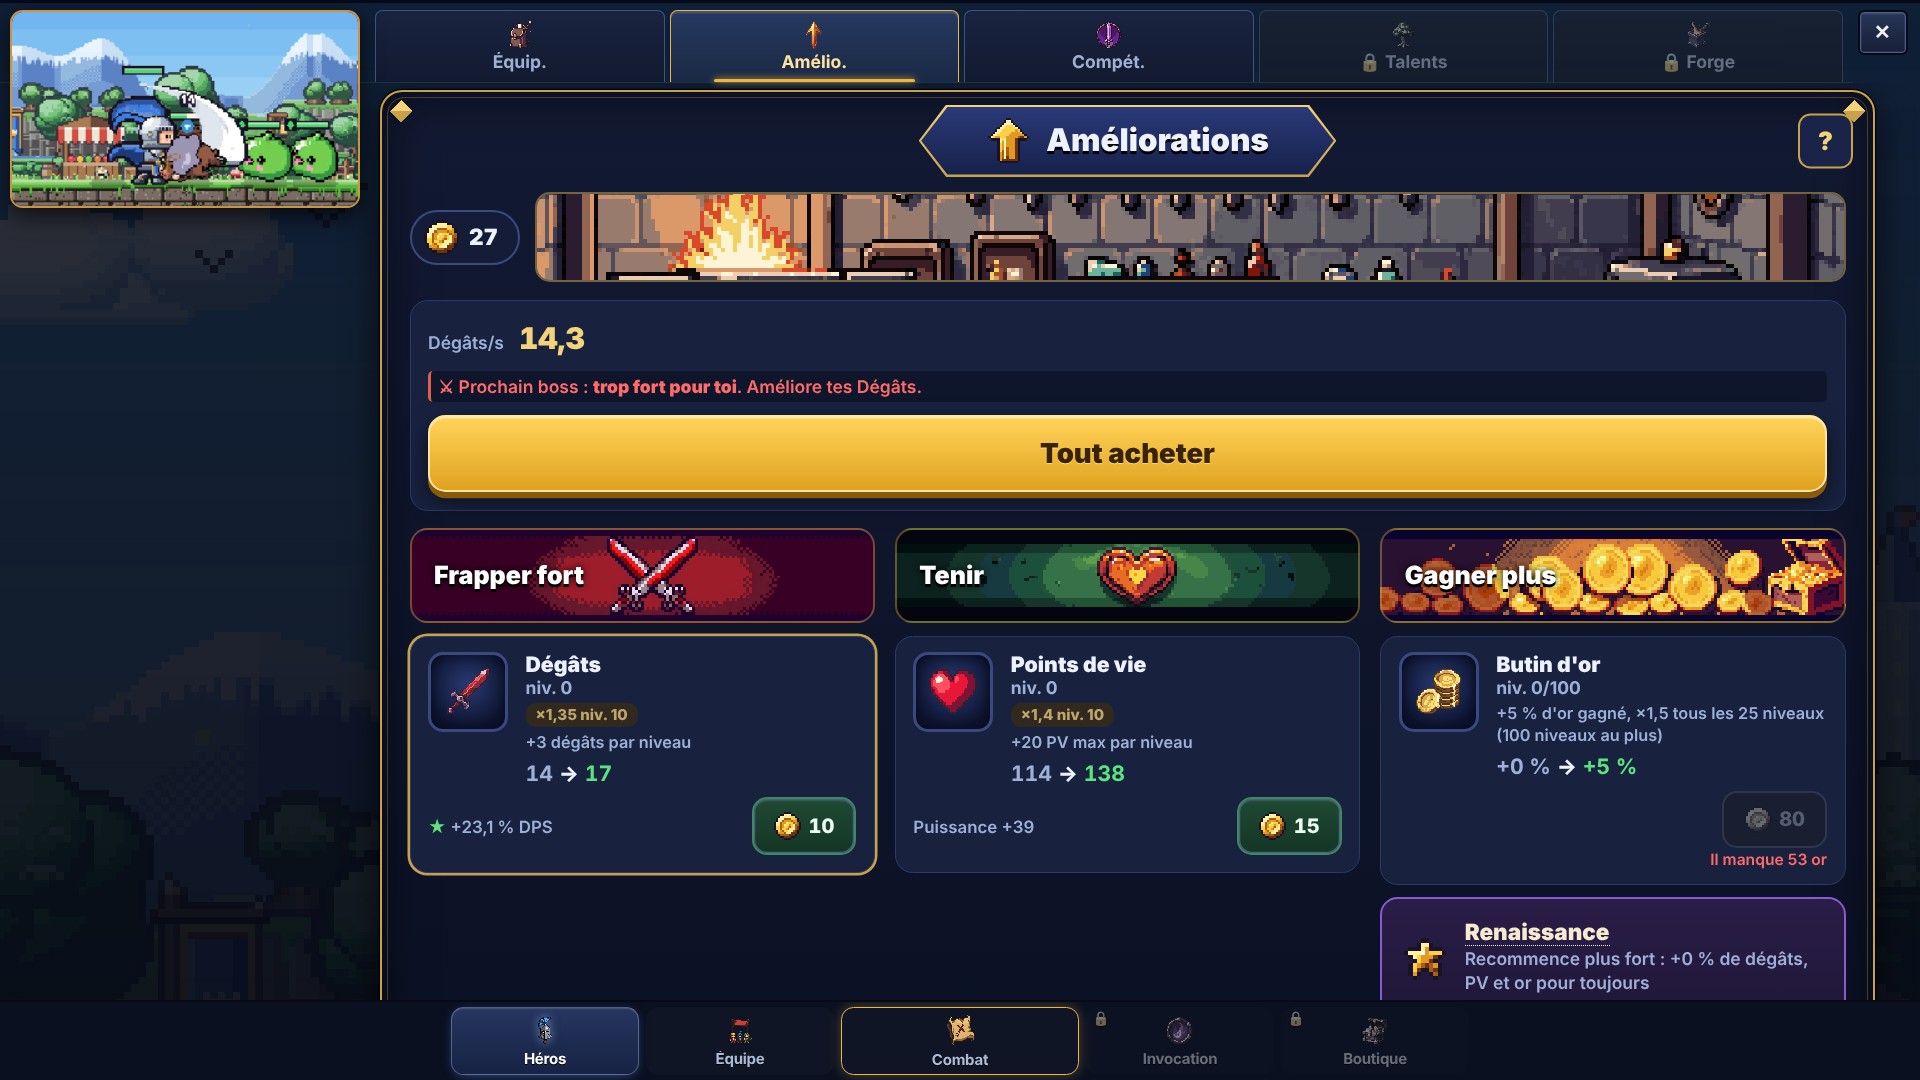 Équip.
Amélio.
Compét.
Talents
Forge
×
14
Améliorations
?
27
Dégâts/s 14,3
Prochain boss : trop fort pour toi. Améliore tes Dégâts.
Tout acheter
Frapper fort
Dégâts
niv. 0
×1,35 niv. 10
+3 dégâts par niveau
14 → 17
★ +23,1 % DPS
10
Tenir
Points de vie
niv. 0
×1,4 niv. 10
+20 PV max par niveau
114 → 138
Puissance +39
15
Gagner plus
Butin d'or
niv. 0/100
+5 % d'or gagné, ×1,5 tous les 25 niveaux
(100 niveaux au plus)
+0 % → +5 %
80
Il manque 53 or
Renaissance
Recommence plus fort : +0 % de dégâts,
PV et or pour toujours
Héros
Équipe
Combat
Invocation
Boutique